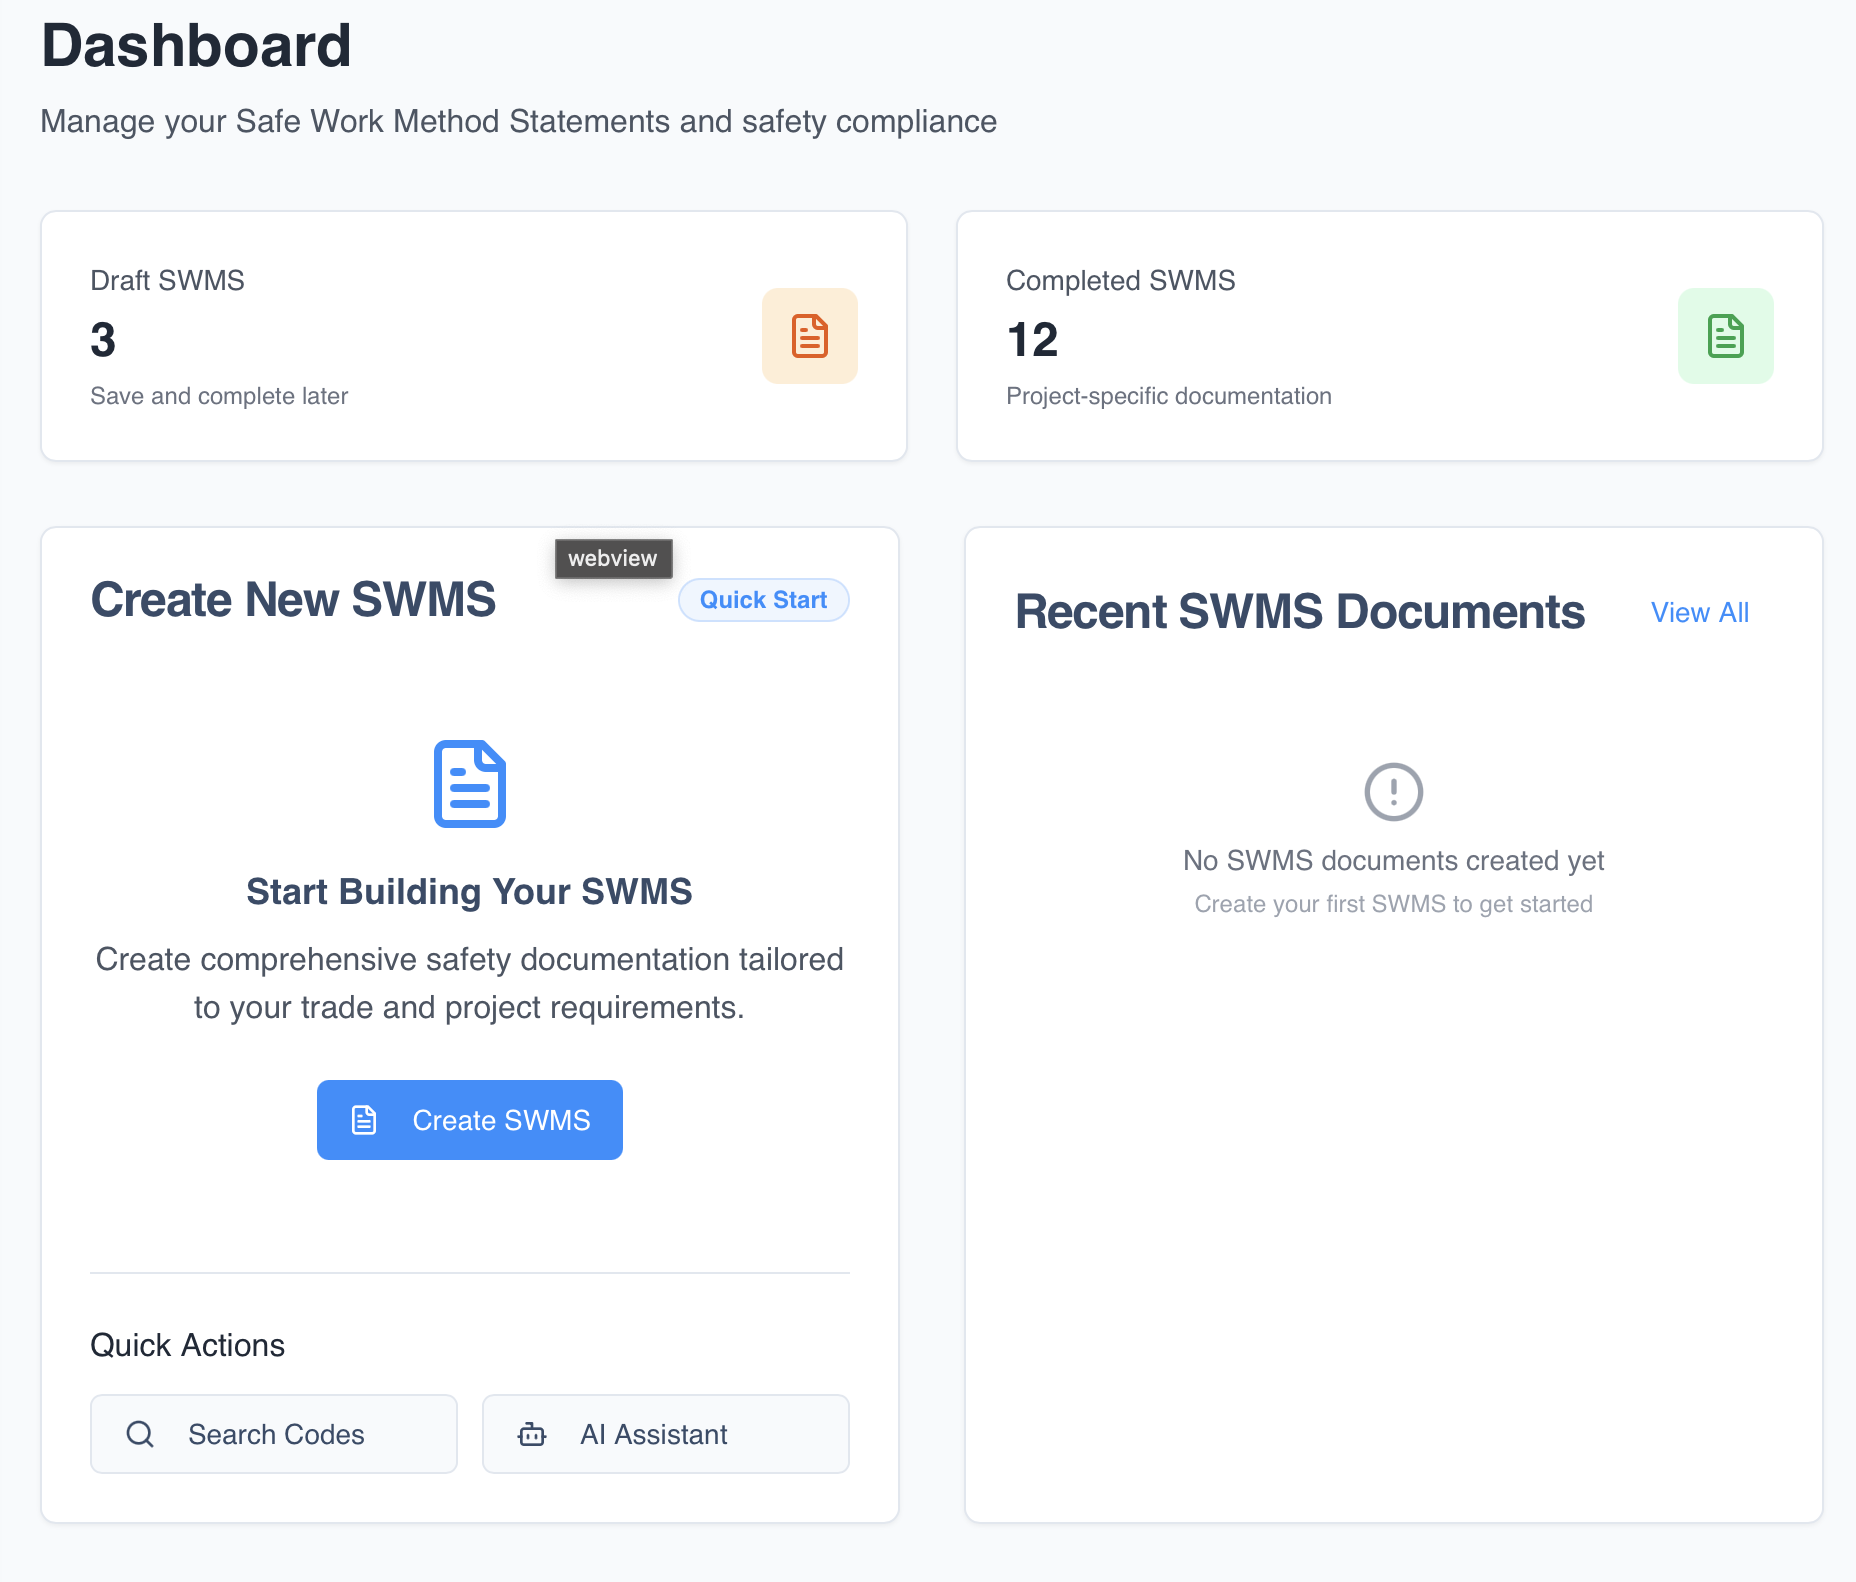 Dashboard
Manage your Safe Work Method Statements and safety compliance
Draft SWMS
3
Save and complete later
Completed SWMS
12
Project-specific documentation
webview
Create New SWMS
Quick Start
Start Building Your SWMS
Create comprehensive safety documentation tailored
to your trade and project requirements.
Create SWMS
Quick Actions
Search Codes
AI Assistant
Recent SWMS Documents
View All
No SWMS documents created yet
Create your first SWMS to get started